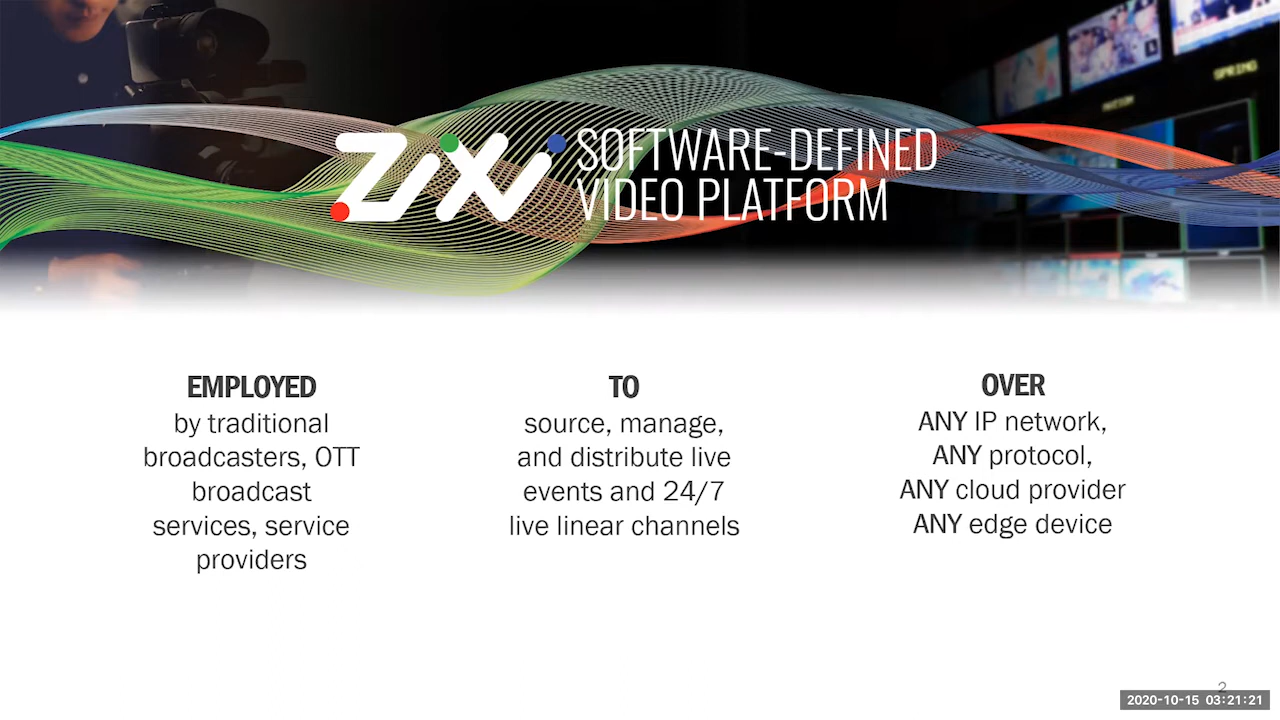 Zixi SOFTWARE-DEFINED
VIDEO PLATFORM
EMPLOYED
by traditional
broadcasters, OTT
broadcast
services, service
providers
TO
source, manage,
and distribute live
events and 24/7
live linear channels
OVER
ANY IP network,
ANY protocol,
ANY cloud provider
ANY edge device
2
2020-10-15 03:21:21